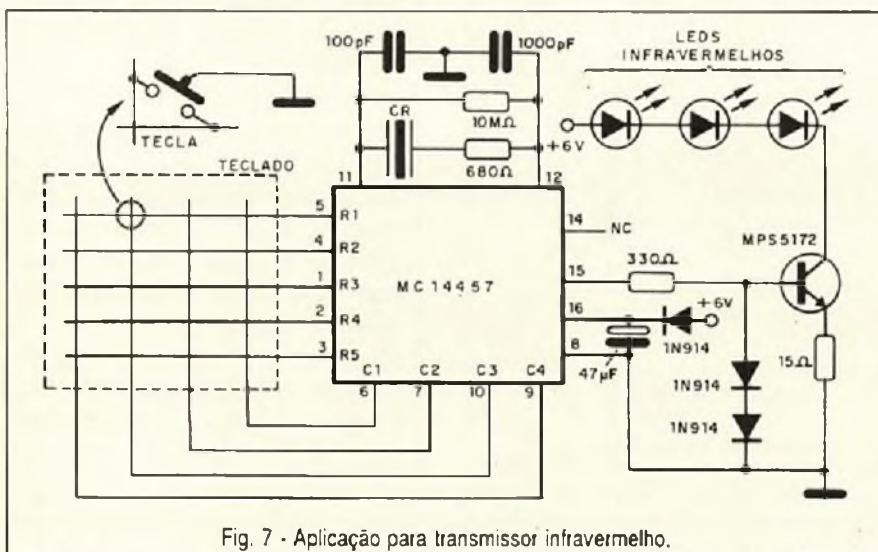 100pF
1000pF
LEDS
INFRAVERMELHOS
TECLA
10MΩ
CR
+6V
TECLADO
680Ω
11
12
5
R1
14
NC
4
R2
MPS5172
330Ω
15
1
R3
MC14457
+6V
2
R4
16
3
R5
8
1N914
15Ω
47µF
C1
C2
C3
C4
6
7
10
9
1N914
1N914
Fig. 7 - Aplicação para transmissor infravermelho.